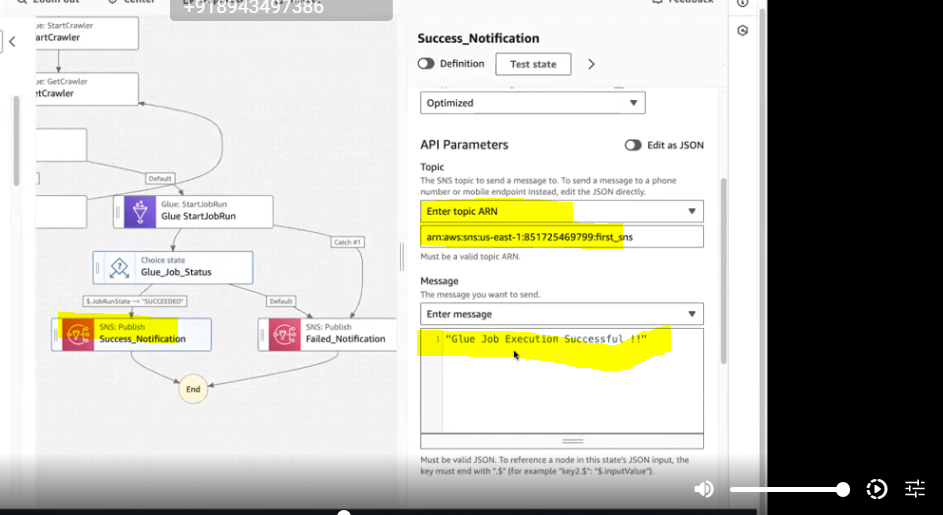 Zoom out
Center
+918943497386
Feedback
ue: StartCrawler
artCrawler
ue: GetCrawler
etCrawler
Default
Glue: StartJobRun
Glue StartJobRun
Catch #1
Choice state
Glue_Job_Status
$.JobRunState == "SUCCEEDED"
Default
SNS: Publish
Success_Notification
SNS: Publish
Failed_Notification
End
Success_Notification
Definition
Test state
Optimized
API Parameters
Edit as JSON
Topic
The SNS topic to send a message to. To send a message to a phone
number or mobile endpoint instead, edit the JSON directly.
Enter topic ARN
arn:aws:sns:us-east-1:851725469799:first_sns
Must be a valid topic ARN.
Message
The message you want to send.
Enter message
1 "Glue Job Execution Successful !!"
Must be valid JSON. To reference a node in this state's JSON input, the
key must end with ".$" (for example "key2.$": "$.inputValue").